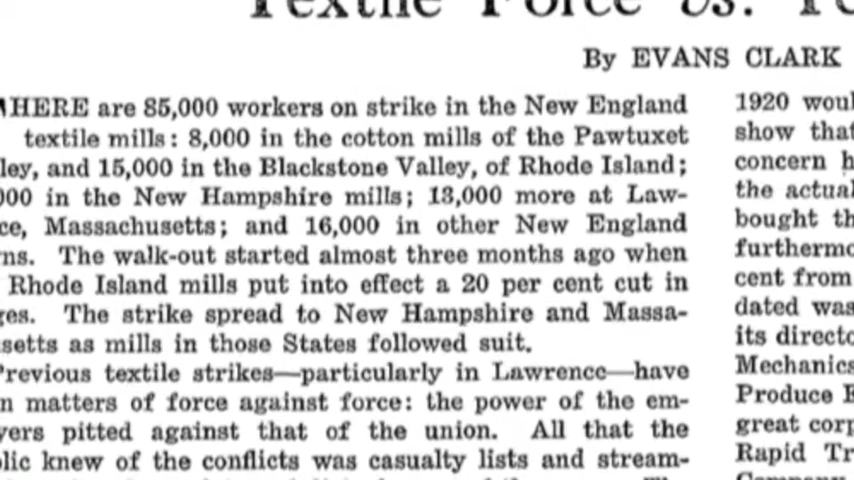 Textile Force vs.
By EVANS CLARK
HERE are 85,000 workers on strike in the New England
textile mills: 8,000 in the cotton mills of the Pawtuxet
ley, and 15,000 in the Blackstone Valley, of Rhode Island;
000 in the New Hampshire mills; 13,000 more at Law-
ce, Massachusetts; and 16,000 in other New England
ns. The walk-out started almost three months ago when
Rhode Island mills put into effect a 20 per cent cut in
ges. The strike spread to New Hampshire and Massa-
setts as mills in those States followed suit.
Previous textile strikes—particularly in Lawrence—have
n matters of force against force: the power of the em-
yers pitted against that of the union. All that the
lic knew of the conflicts was casualty lists and stream-
1920 woul
show that
concern h
the actual
bought th
furthermo
cent from
dated was
its directo
Mechanics
Produce E
great corp
Rapid Tr
Company